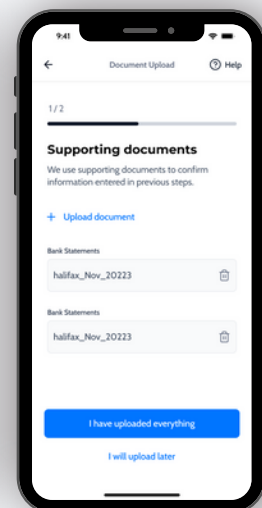 9:41
Document Upload
Help
1/2
Supporting documents
We use supporting documents to confirm
information entered in previous steps.
+ Upload document
Bank Statements
halifax_Nov_20223
Bank Statements
halifax_Nov_20223
I have uploaded everything
I will upload later